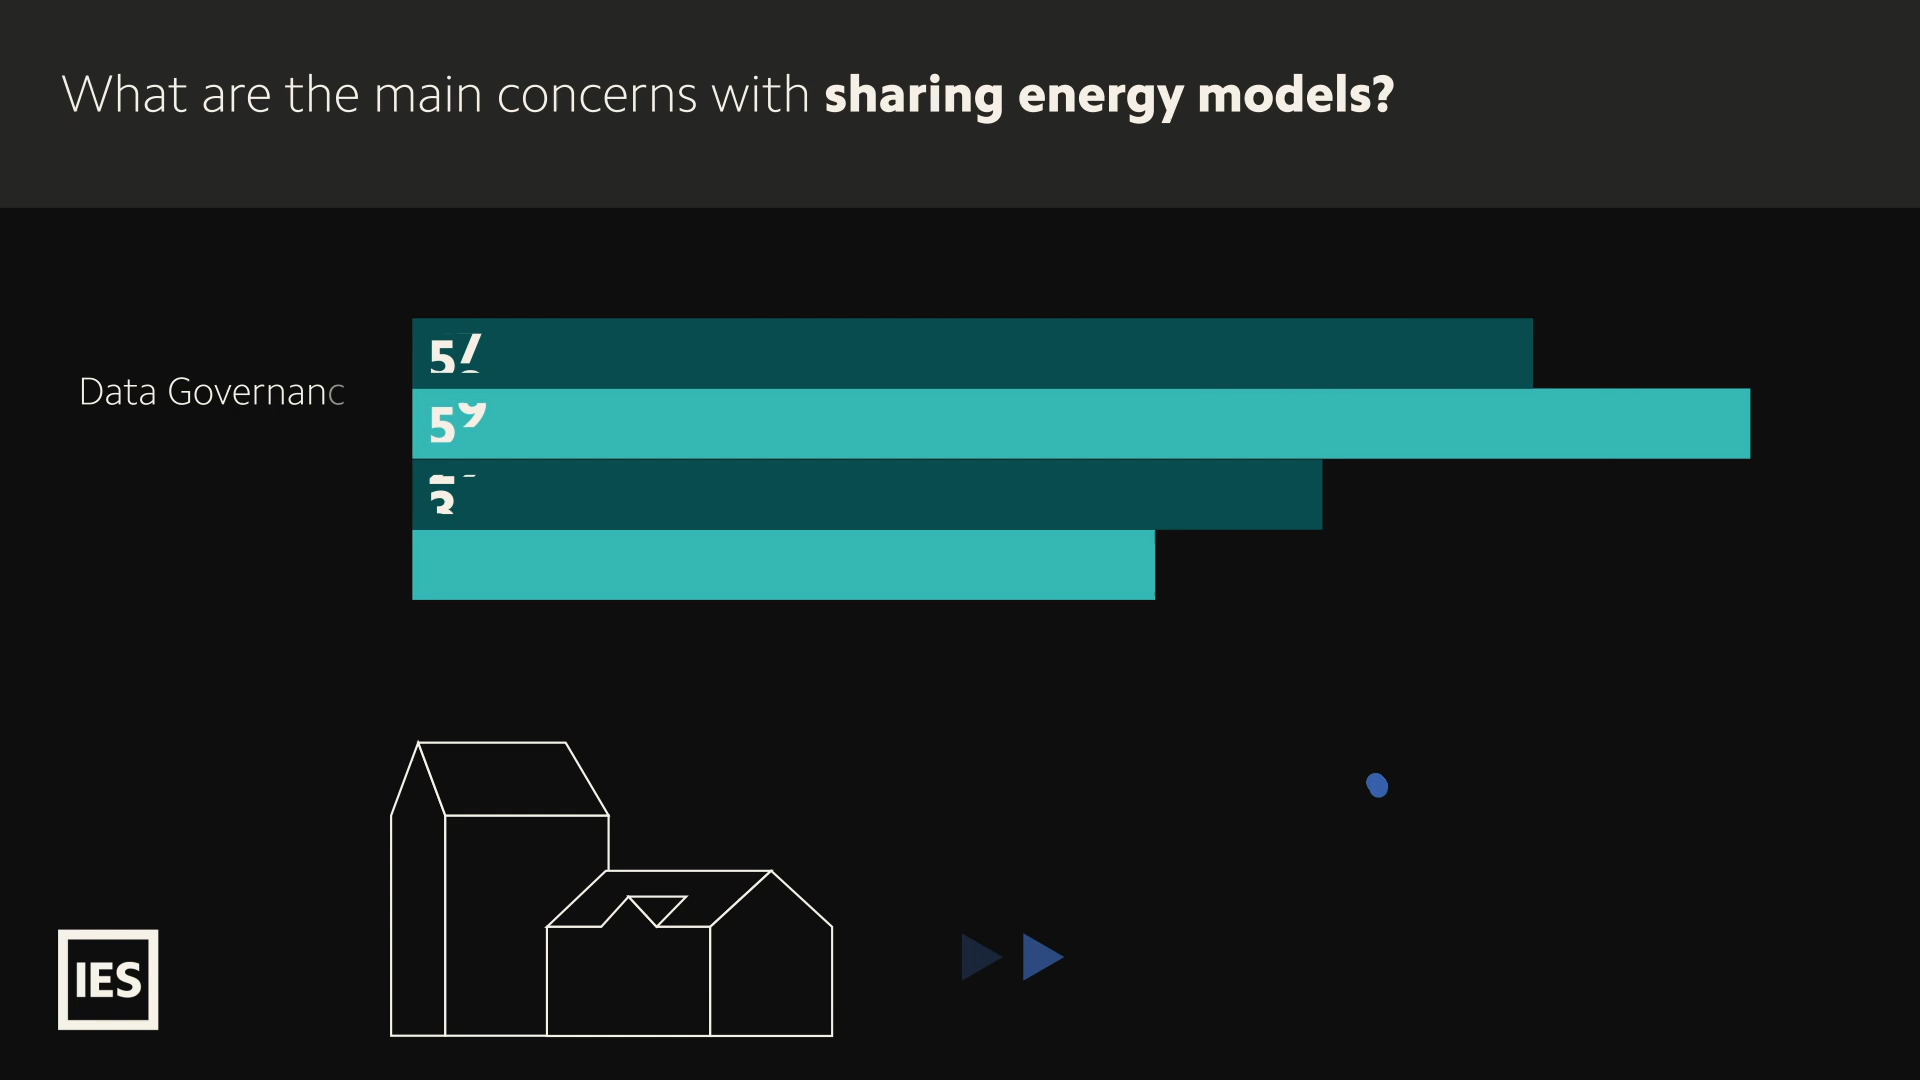 What are the main concerns with sharing energy models?
Data Governanc
IES